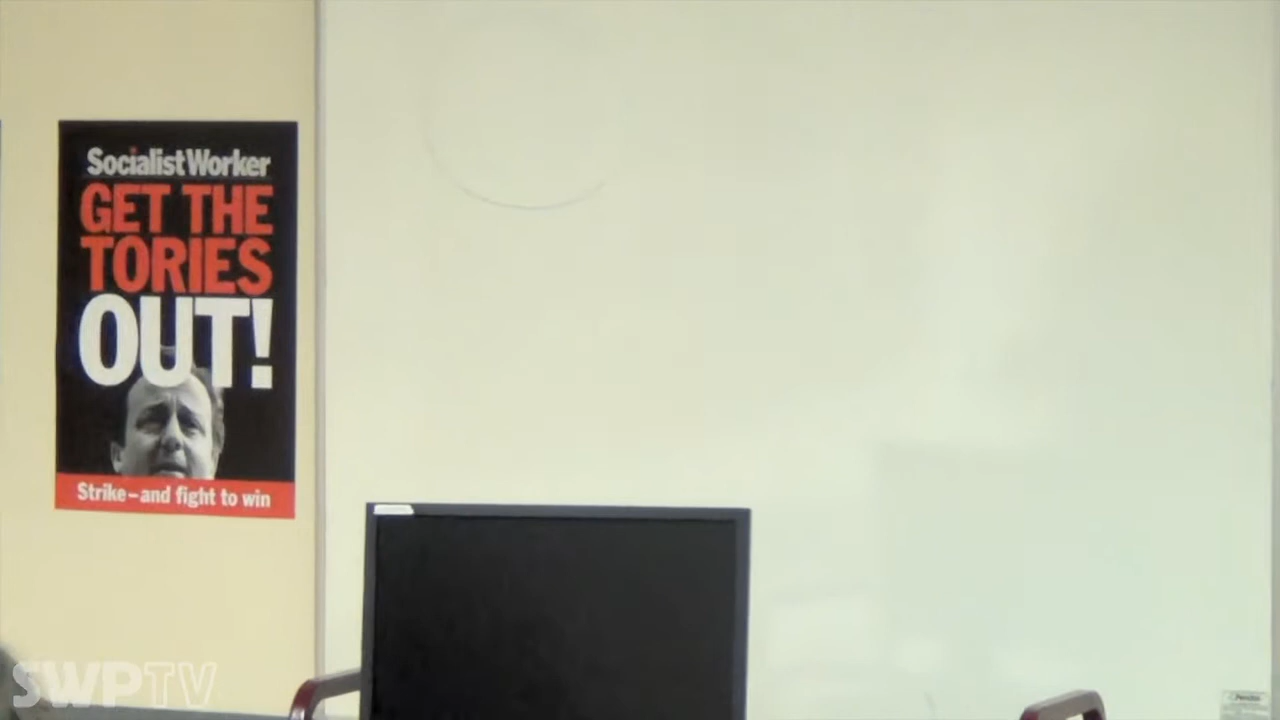 Socialist Worker
GET THE
TORIES
OUT!
Strike–and fight to win
SWPTV